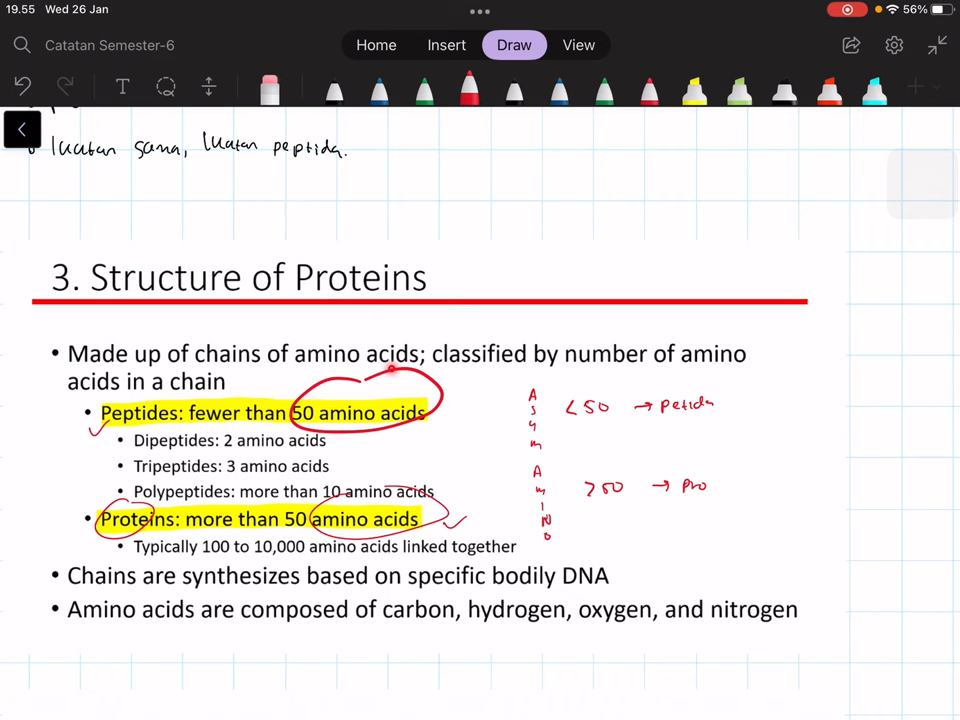 19.55 Wed 26 Jan
56%
Catatan Semester-6
Home Insert Draw View
T
luatan sama, luatan peptida.
3. Structure of Proteins
• Made up of chains of amino acids; classified by number of amino
acids in a chain
• Peptides: fewer than 50 amino acids
• Dipeptides: 2 amino acids
• Tripeptides: 3 amino acids
• Polypeptides: more than 10 amino acids
• Proteins: more than 50 amino acids
• Typically 100 to 10,000 amino acids linked together
• Chains are synthesizes based on specific bodily DNA
• Amino acids are composed of carbon, hydrogen, oxygen, and nitrogen
< 50 → Petida
> 50 → Pro